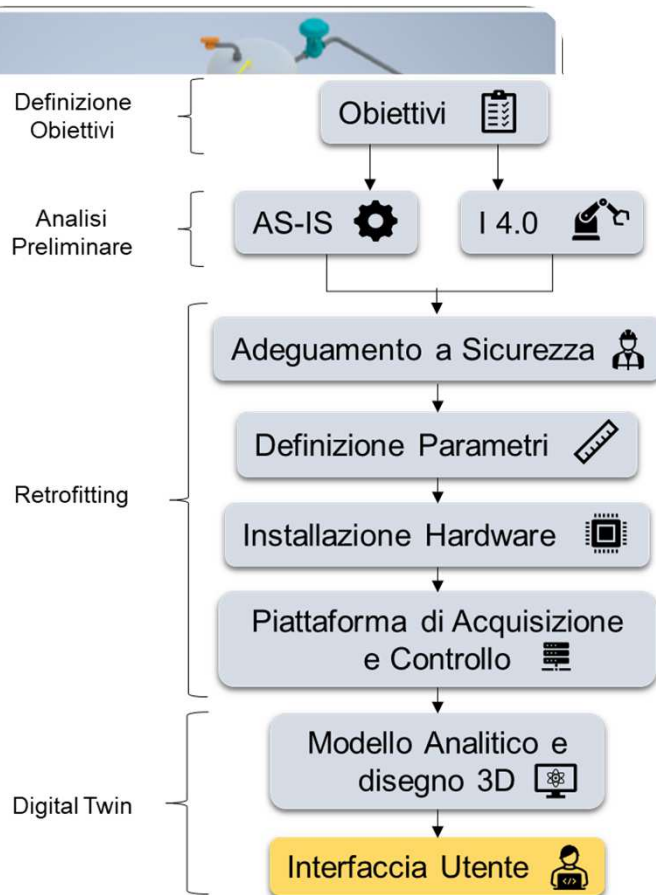 Definizione
Obiettivi
Obiettivi
Analisi
Preliminare
AS-IS
I 4.0
Retrofitting
Adeguamento a Sicurezza
Definizione Parametri
Installazione Hardware
Piattaforma di Acquisizione
e Controllo
Digital Twin
Modello Analitico e
disegno 3D
Interfaccia Utente